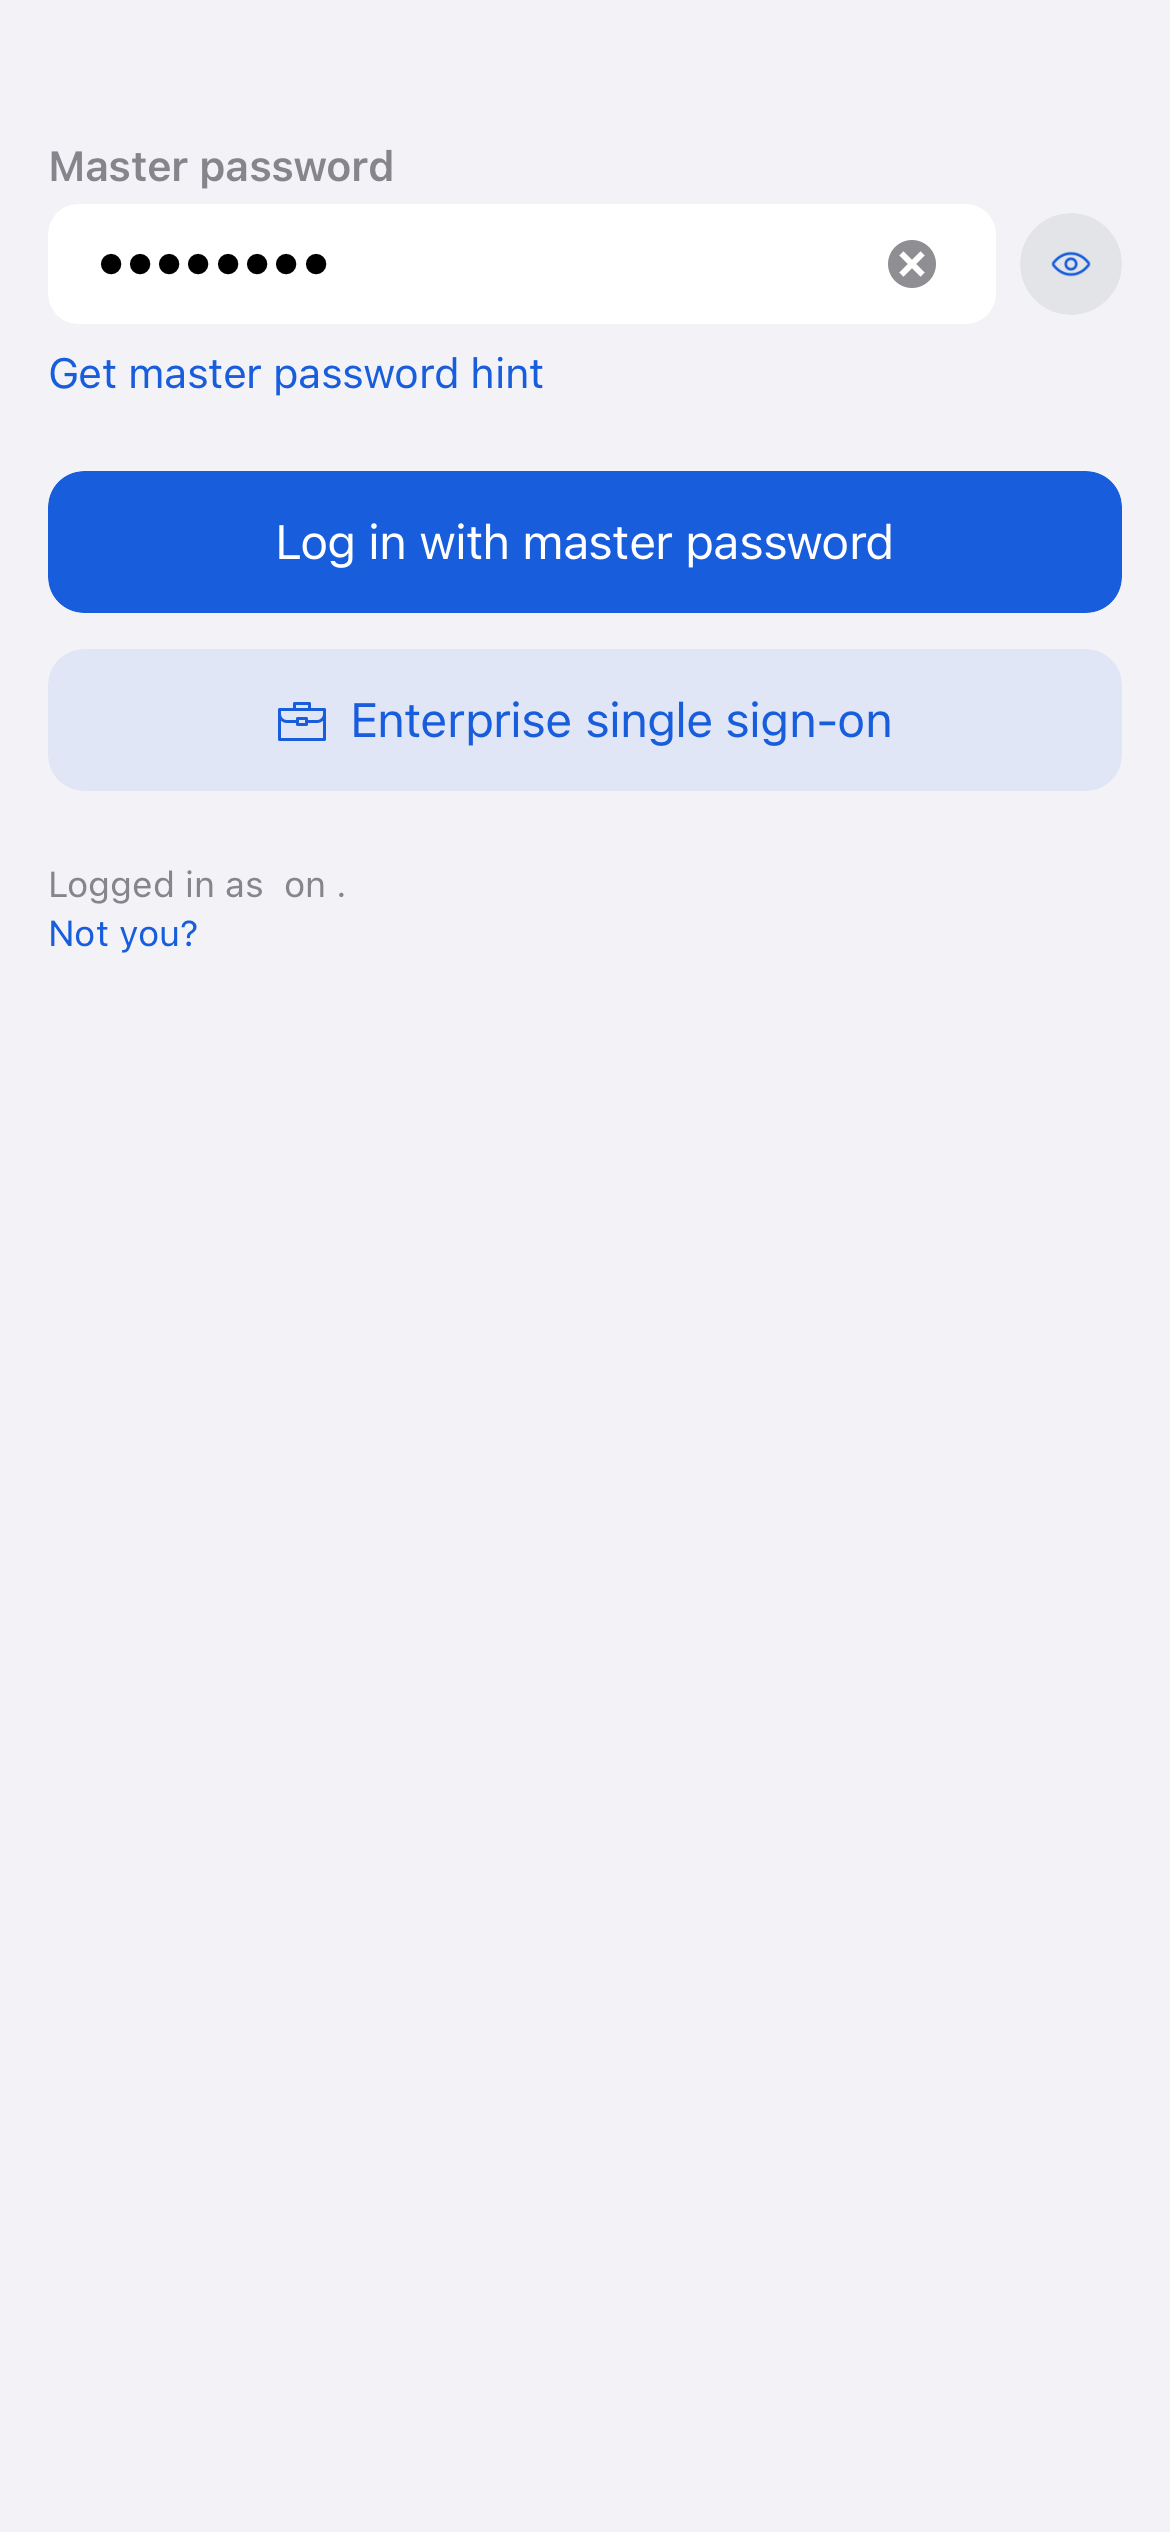 Master password
••••••••
Get master password hint
Log in with master password
Enterprise single sign-on
Logged in as  on .
Not you?